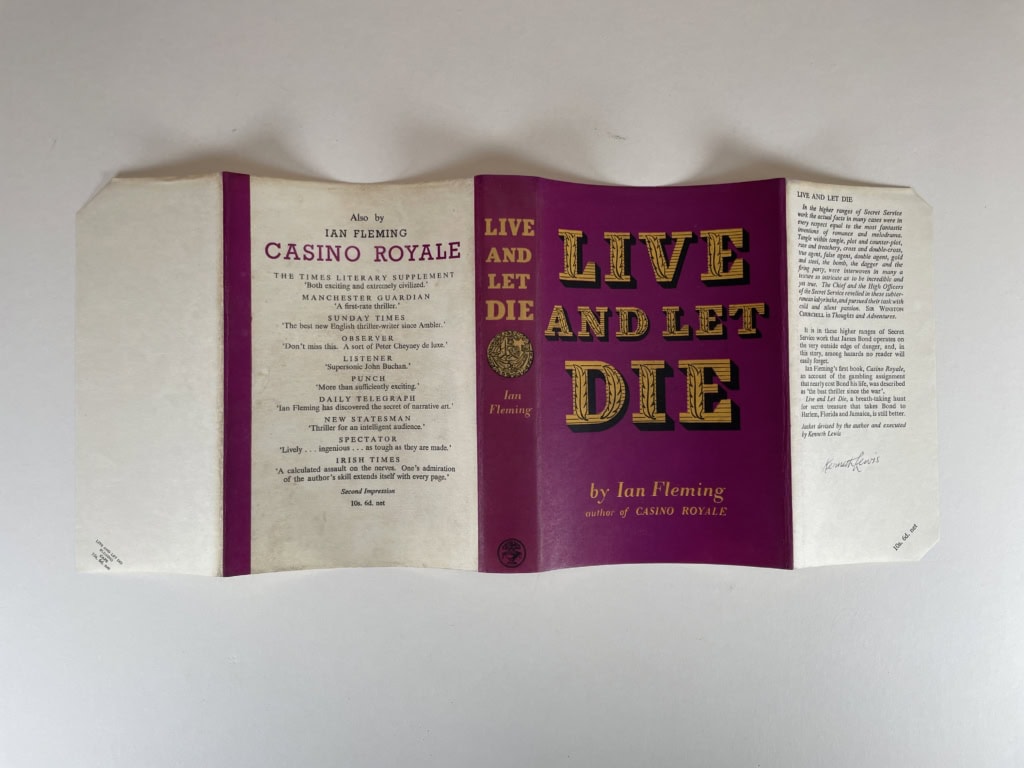 LIVE AND LET DIE
FLEMING
10s. 6d. net
Also by
IAN FLEMING
CASINO ROYALE
THE TIMES LITERARY SUPPLEMENT
'Both exciting and extremely civilized.'
MANCHESTER GUARDIAN
'A first-rate thriller.'
SUNDAY TIMES
'The best new English thriller-writer since Ambler.'
OBSERVER
'Don't miss this. A sort of Peter Cheyney de luxe.'
LISTENER
'Supersonic John Buchan.'
PUNCH
'More than sufficiently exciting.'
DAILY TELEGRAPH
'Ian Fleming has discovered the secret of narrative art.'
NEW STATESMAN
'Thriller for an intelligent audience.'
SPECTATOR
'Lively . . . ingenious . . . as tough as they are made.'
IRISH TIMES
'A calculated assault on the nerves. One's admiration
of the author's skill extends itself with every page.'
Second Impression
10s. 6d. net
LIVE
AND
LET
DIE
Ian
Fleming
LIVE
AND LET
DIE
by Ian Fleming
author of CASINO ROYALE
LIVE AND LET DIE
In the higher ranges of Secret Service
work the actual facts in many cases were in
every respect equal to the most fantastic
inventions of romance and melodrama.
Tangle within tangle, plot and counter-plot,
ruse and treachery, cross and double-cross,
true agent, false agent, double agent, gold
and steel, the bomb, the dagger and the
firing party, were interwoven in many a
texture so intricate as to be incredible and
yet true. The Chief and the High Officers
of the Secret Service revelled in these subter-
ranean labyrinths, and pursued their task with
cold and silent passion. SIR WINSTON
CHURCHILL in Thoughts and Adventures.
It is in these higher ranges of Secret
Service work that James Bond operates on
the very outside edge of danger, and, in
this story, among hazards no reader will
easily forget.
Ian Fleming's first book, Casino Royale,
an account of the gambling assignment
that nearly cost Bond his life, was described
as 'the best thriller since the war'.
Live and Let Die, a breath-taking hunt
for secret treasure that takes Bond to
Harlem, Florida and Jamaica, is still better.
Jacket devised by the author and executed
by Kenneth Lewis
Kenneth Lewis
10s. 6d. net